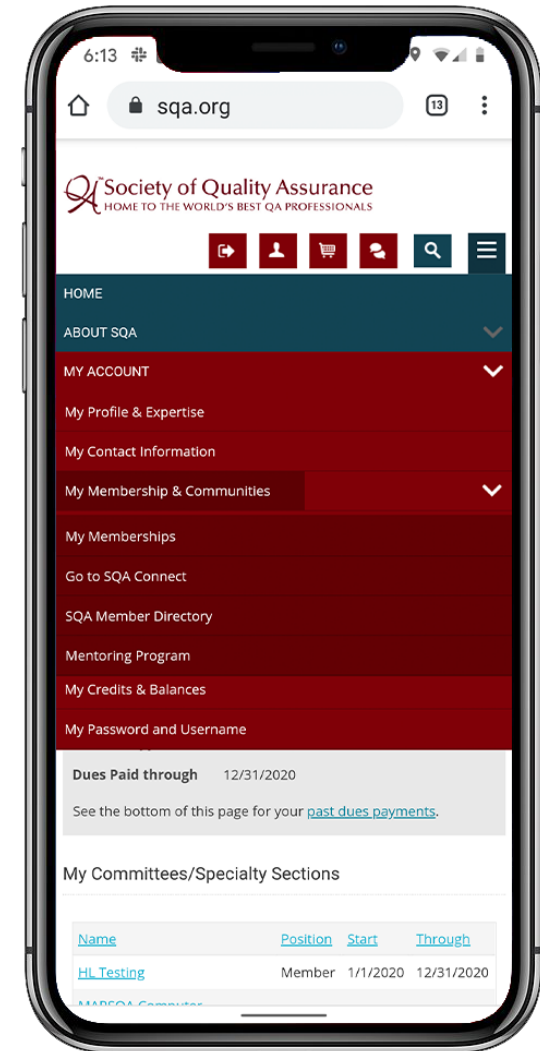 6:13
sqa.org
13
QA™ Society of Quality Assurance
HOME TO THE WORLD'S BEST QA PROFESSIONALS
HOME
ABOUT SQA
MY ACCOUNT
My Profile & Expertise
My Contact Information
My Membership & Communities
My Memberships
Go to SQA Connect
SQA Member Directory
Mentoring Program
My Credits & Balances
My Password and Username
Dues Paid through 12/31/2020
See the bottom of this page for your past dues payments.
My Committees/Specialty Sections
Name Position Start Through
HL Testing Member 1/1/2020 12/31/2020